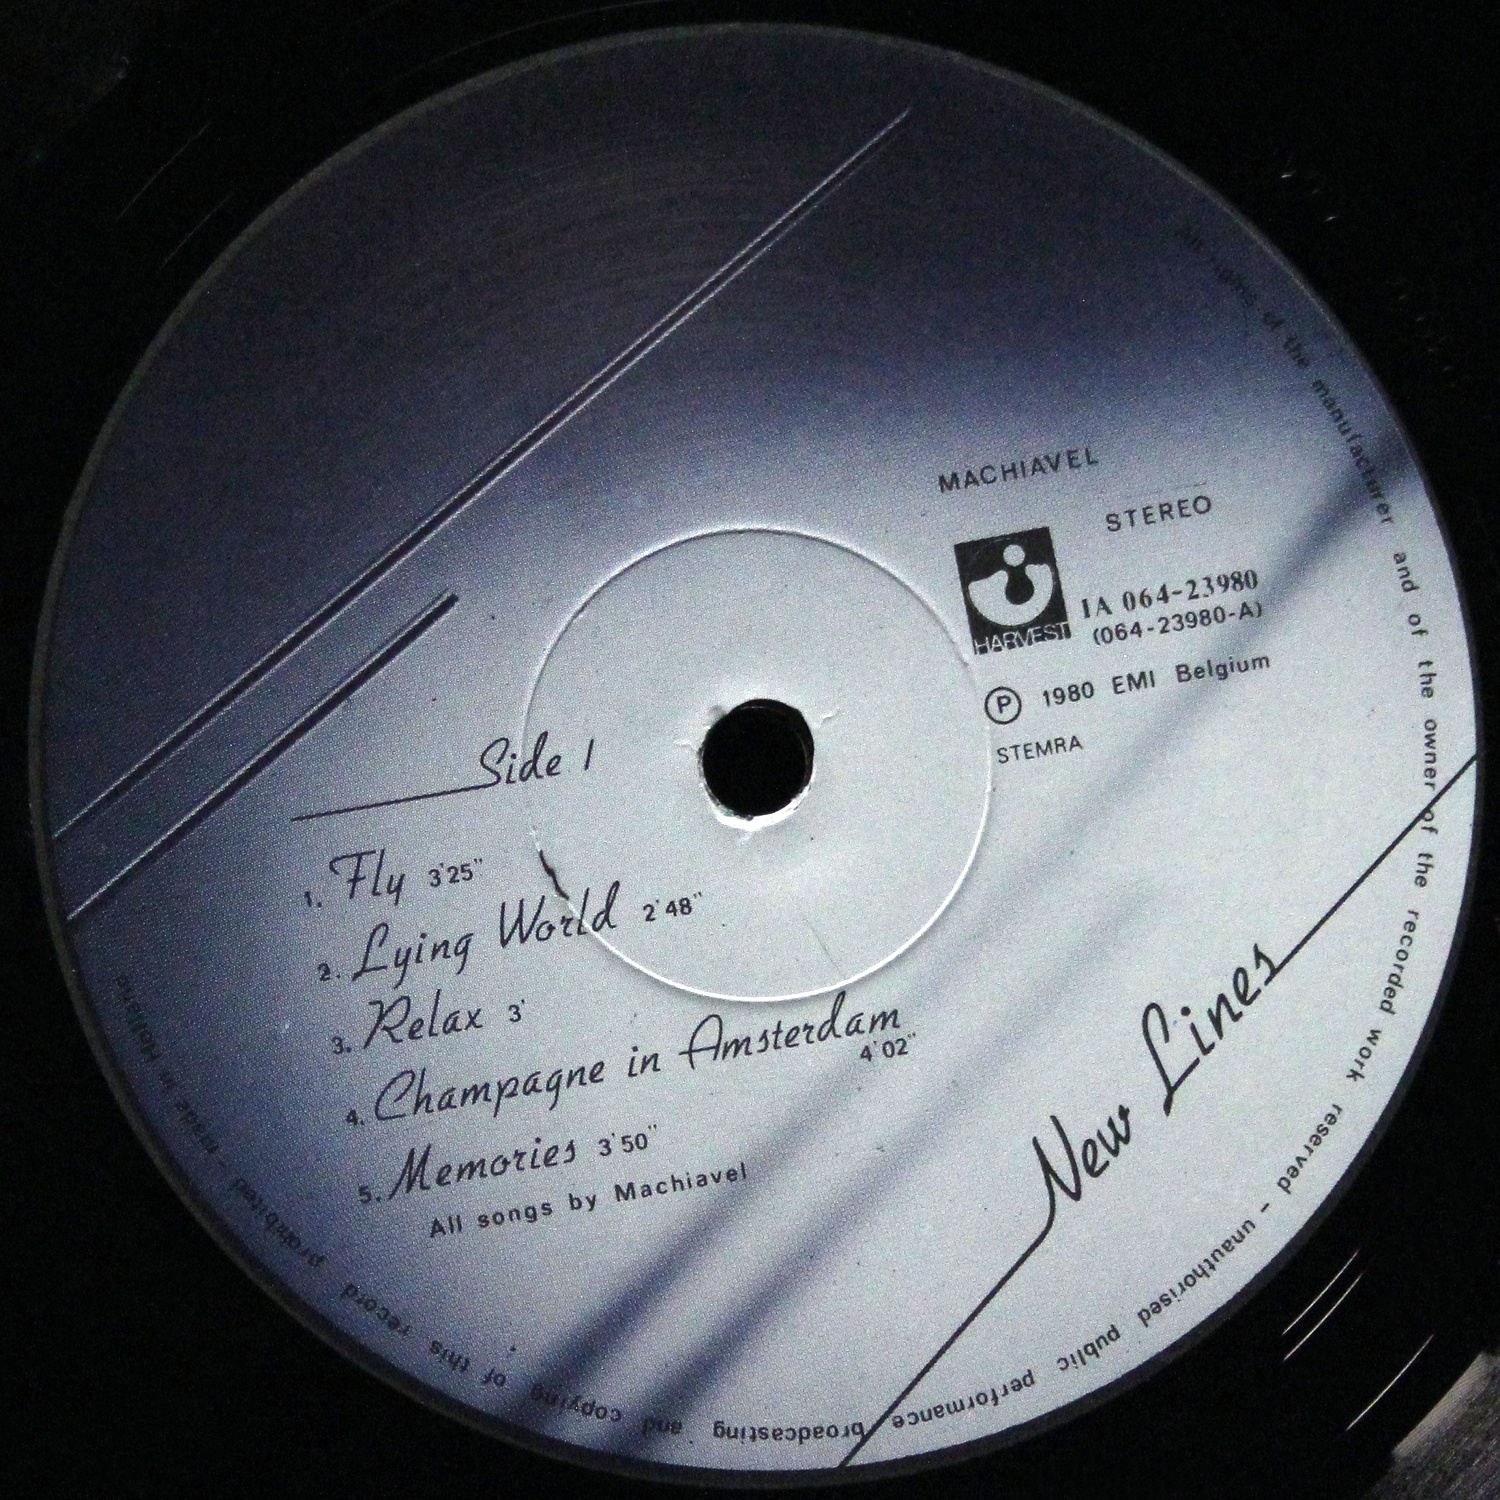 MACHIAVEL
STEREO
HARVEST
1A 064-23980
(064-23980-A)
Ⓟ 1980 EMI Belgium
STEMRA
Side 1
1. Fly 3'25"
2. Lying World 2'48"
3. Relax 3'
4. Champagne in Amsterdam
4'02"
5. Memories 3'50"
All songs by Machiavel
New Lines
All rights of the manufacturer and of the owner of the recorded work reserved - unauthorised public performance broadcasting and copying of this record prohibited - made in Holland